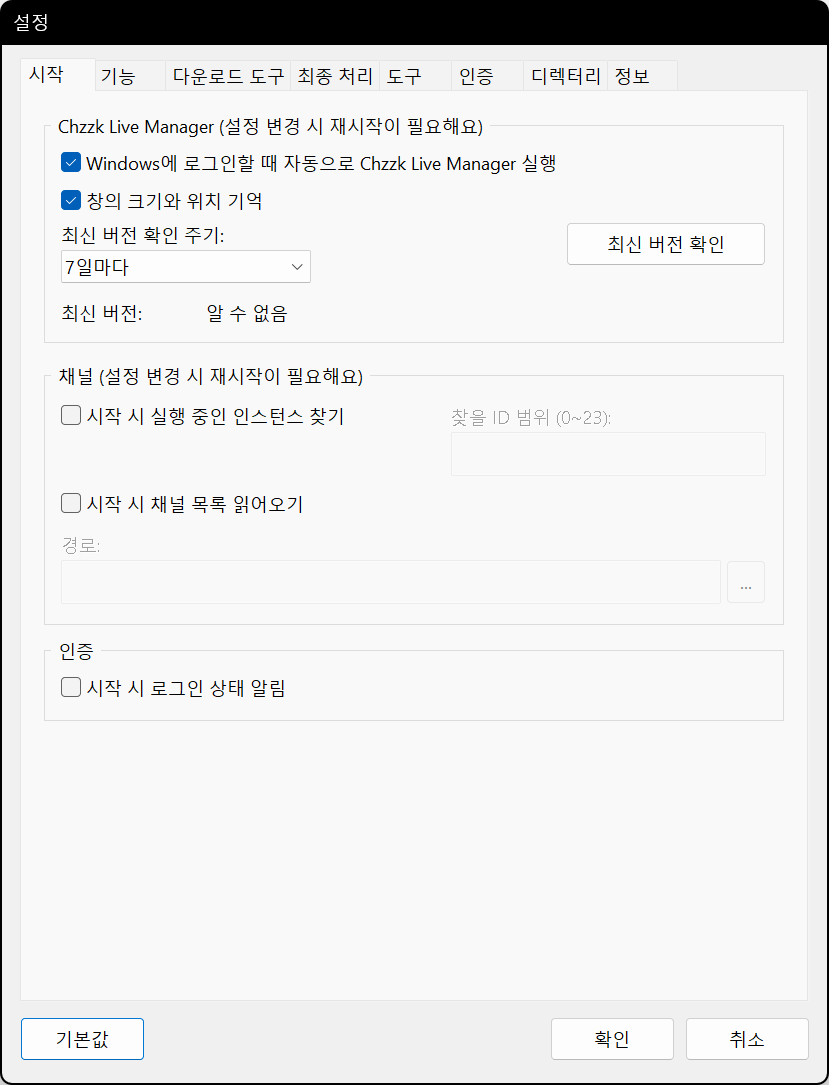 설정
시작 기능 다운로드 도구 최종 처리 도구 인증 디렉터리 정보
Chzzk Live Manager (설정 변경 시 재시작이 필요해요)
Windows에 로그인할 때 자동으로 Chzzk Live Manager 실행
창의 크기와 위치 기억
최신 버전 확인 주기:
7일마다
최신 버전 확인
최신 버전: 알 수 없음
채널 (설정 변경 시 재시작이 필요해요)
시작 시 실행 중인 인스턴스 찾기
찾을 ID 범위 (0~23):
시작 시 채널 목록 읽어오기
경로:
...
인증
시작 시 로그인 상태 알림
기본값 확인 취소